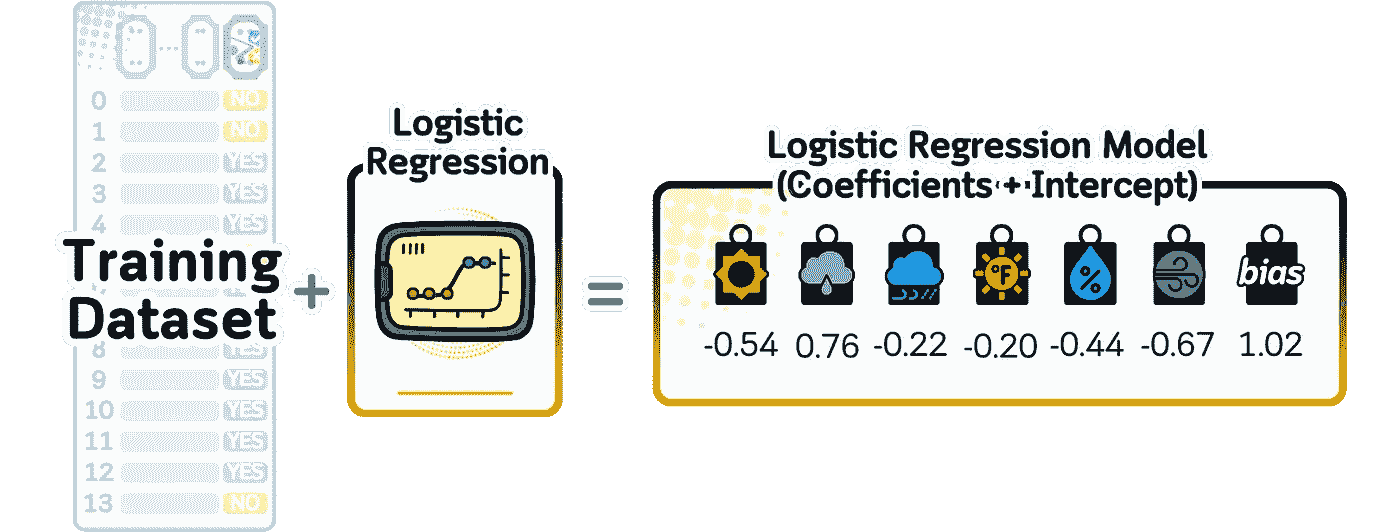 0 NO
1 NO
2 YES
3 YES
4 YES
Training
Dataset
8
9 YES
10 YES
11 YES
12 YES
13 NO
+
Logistic
Regression
=
Logistic Regression Model
(Coefficients + Intercept)
°F % bias
-0.54 0.76 -0.22 -0.20 -0.44 -0.67 1.02